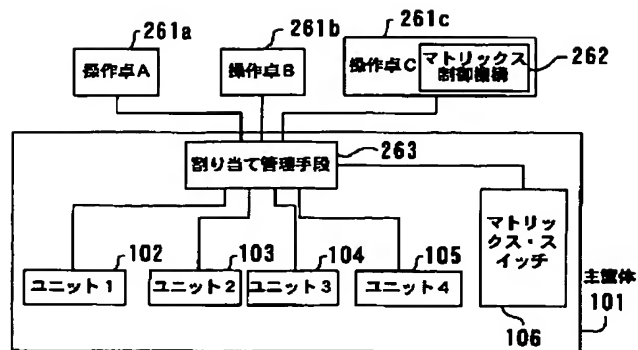 261a
261b
261c
操作卓A
操作卓B
操作卓C
マトリックス
制御機構
262
割り当て管理手段
263
102
103
104
105
ユニット1
ユニット2
ユニット3
ユニット4
マトリッ
クス・ス
イッチ
106
主筐体
101